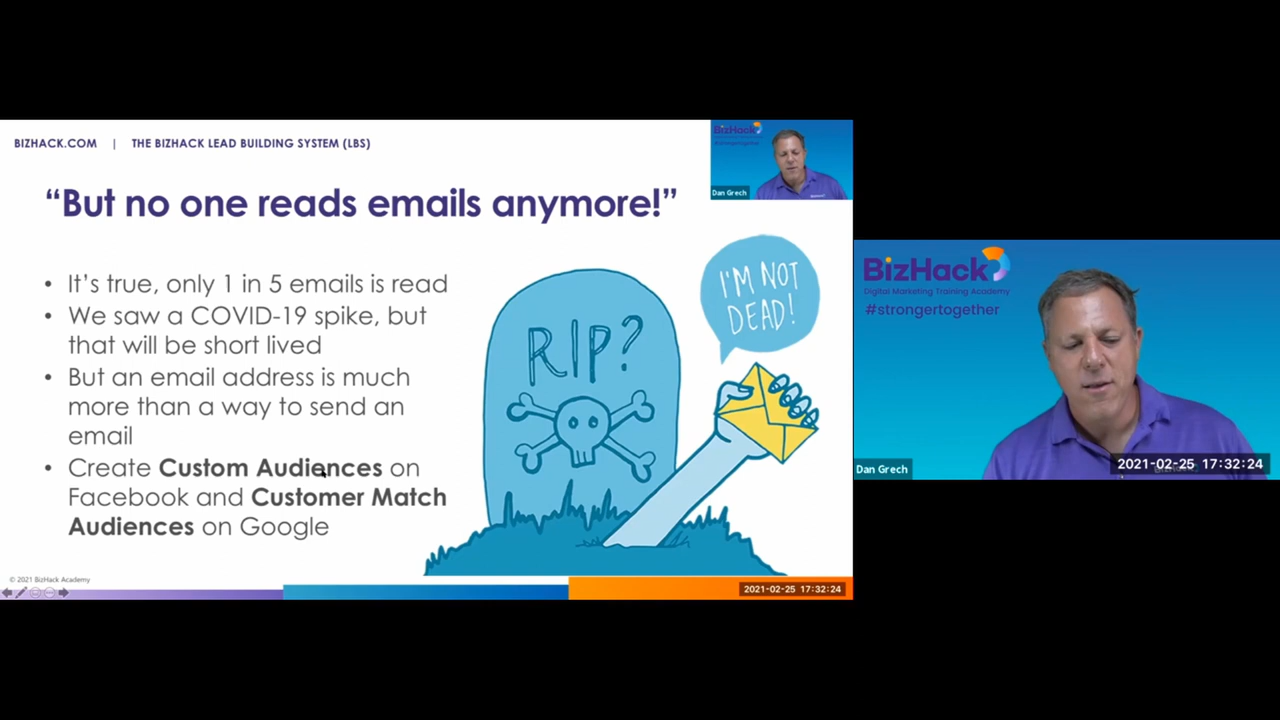 BIZHACK.COM | THE BIZHACK LEAD BUILDING SYSTEM (LBS)
BizHack
#strongertogether
Dan Grech
“But no one reads emails anymore!”
• It’s true, only 1 in 5 emails is read
• We saw a COVID-19 spike, but
that will be short lived
• But an email address is much
more than a way to send an
email
• Create Custom Audiences on
Facebook and Customer Match
Audiences on Google
RIP?
I'M NOT
DEAD!
© 2021 BizHack Academy
2021-02-25 17:32:24
BizHack
Digital Marketing Training Academy
#strongertogether
Dan Grech
2021-02-25 17:32:24